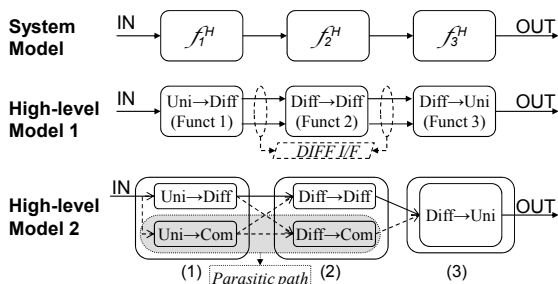 System Model IN f1H f2H f3H OUT
High-level Model 1 IN Uni→Diff (Funct 1) Diff→Diff (Funct 2) Diff→Uni (Funct 3) OUT
DIFF I/F
High-level Model 2 IN Uni→Diff Diff→Diff Diff→Uni OUT
Uni→Com Diff→Com
(1) (2) (3)
Parasitic path